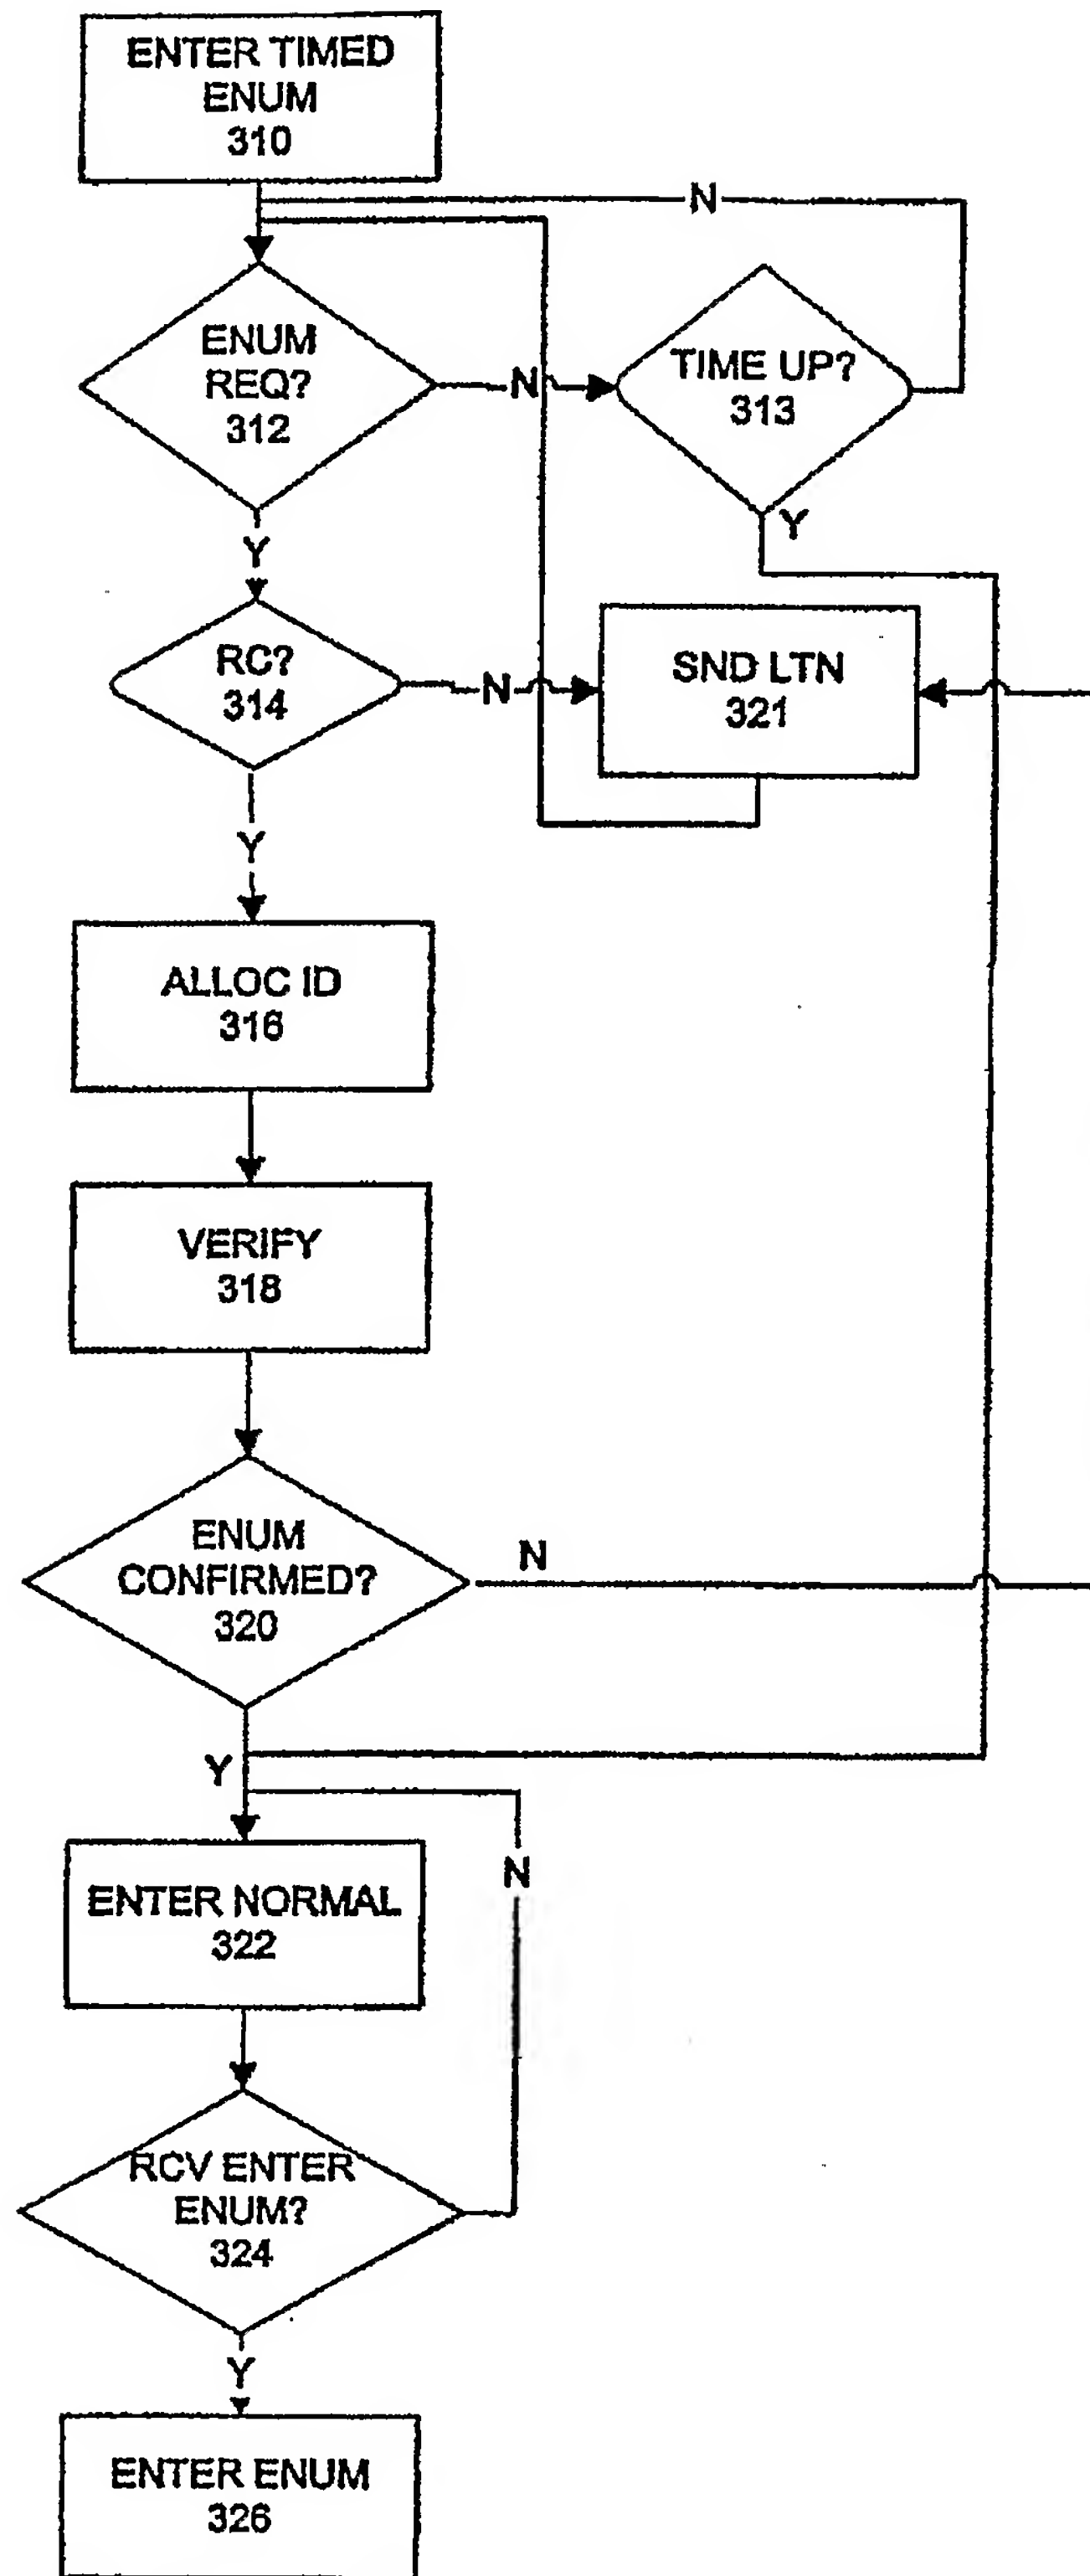 ENTER TIMED
ENUM
310
N
ENUM
REQ?
312
N
TIME UP?
313
Y
Y
RC?
314
N
SND LTN
321
Y
ALLOC ID
316
VERIFY
318
ENUM
CONFIRMED?
320
N
Y
N
ENTER NORMAL
322
RCV ENTER
ENUM?
324
Y
ENTER ENUM
326